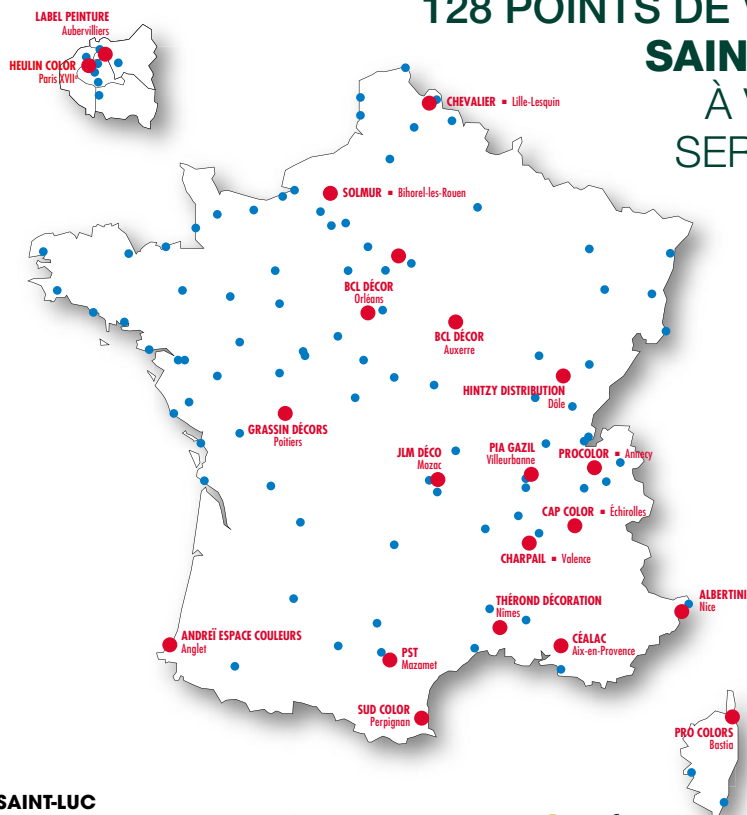 128 POINTS DE
SAIN
À
SER
LABEL PEINTURE
Aubervilliers
HEULIN COLOR
Paris XVIIe
CHEVALIER ▪ Lille-Lesquin
SOLMUR ▪ Bihorel-les-Rouen
BCL DÉCOR
Orléans
BCL DÉCOR
Auxerre
HINTZY DISTRIBUTION
Dôle
GRASSIN DÉCORS
Poitiers
JLM DÉCO
Mozac
PIA GAZIL
Villeurbanne
PROCOLOR ▪ Annecy
CAP COLOR ▪ Échirolles
CHARPAIL ▪ Valence
THÉROND DÉCORATION
Nîmes
ALBERTINI
Nice
ANDREÏ ESPACE COULEURS
Anglet
PST
Mazamet
CÉALAC
Aix-en-Provence
SUD COLOR
Perpignan
PRO COLORS
Bastia
SAINT-LUC